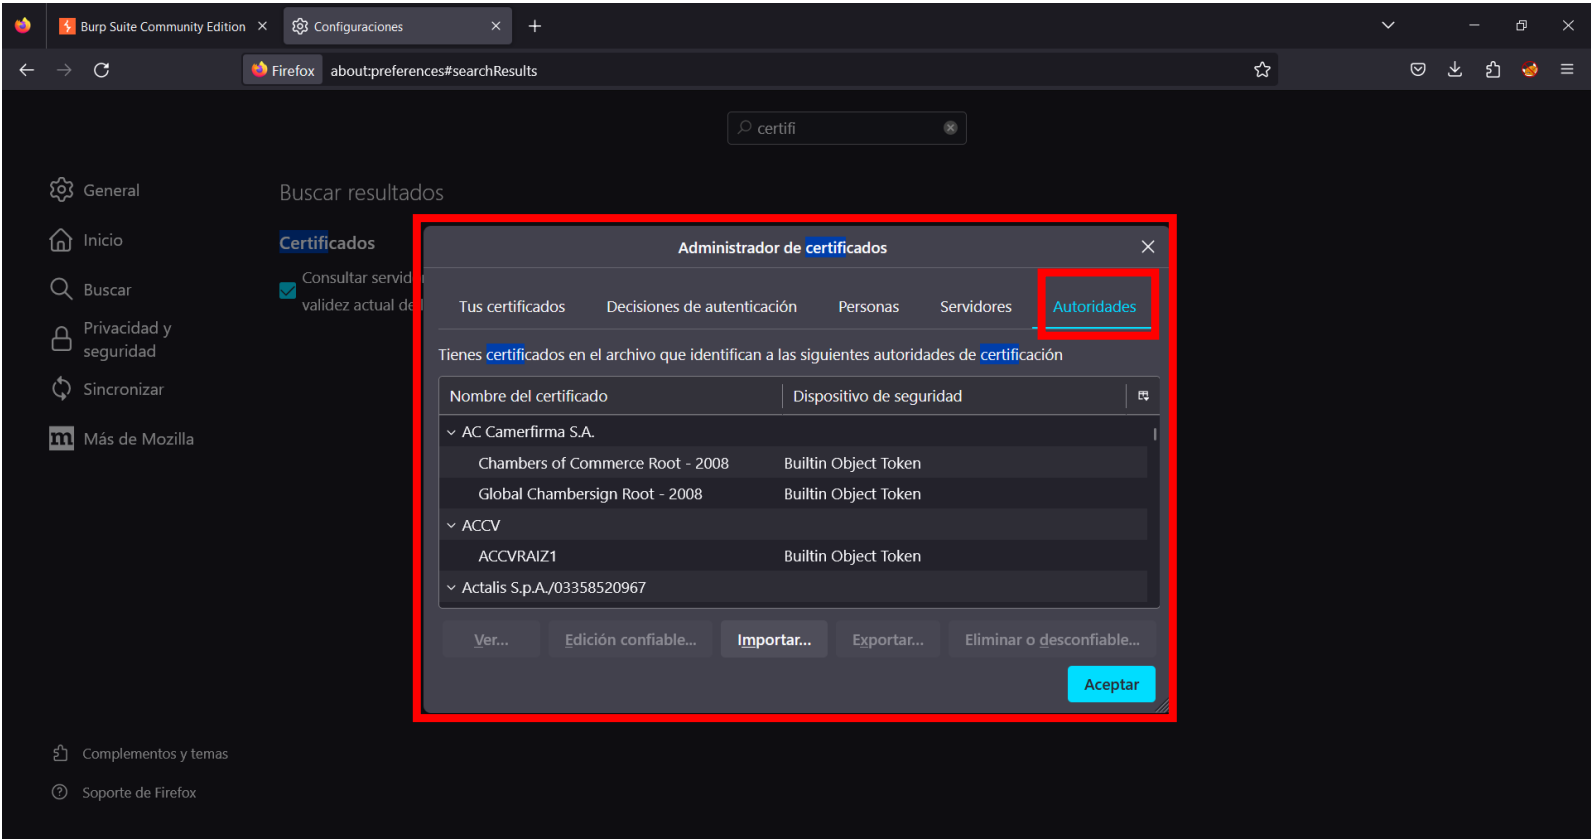 Burp Suite Community Edition
Configuraciones
Firefox
about:preferences#searchResults
certifi
General
Inicio
Buscar
Privacidad y
seguridad
Sincronizar
Más de Mozilla
Complementos y temas
Soporte de Firefox
Buscar resultados
Certificados
Consultar servido
validez actual de
Administrador de certificados
Tus certificados Decisiones de autenticación Personas Servidores Autoridades
Tienes certificados en el archivo que identifican a las siguientes autoridades de certificación
Nombre del certificado Dispositivo de seguridad
AC Camerfirma S.A.
Chambers of Commerce Root - 2008 Builtin Object Token
Global Chambersign Root - 2008 Builtin Object Token
ACCV
ACCVRAIZ1 Builtin Object Token
Actalis S.p.A./03358520967
Ver... Edición confiable... Importar... Exportar... Eliminar o desconfiable...
Aceptar